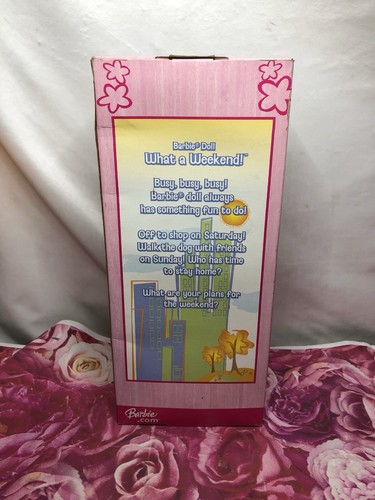 Barbie® Doll
What a Weekend!™
Busy, busy, busy!
Barbie® doll always
has something fun to do!
Off to shop on Saturday!
Walk the dog with friends
on Sunday! Who has time
to stay home?
What are your plans for
the weekend?
Barbie
.com™